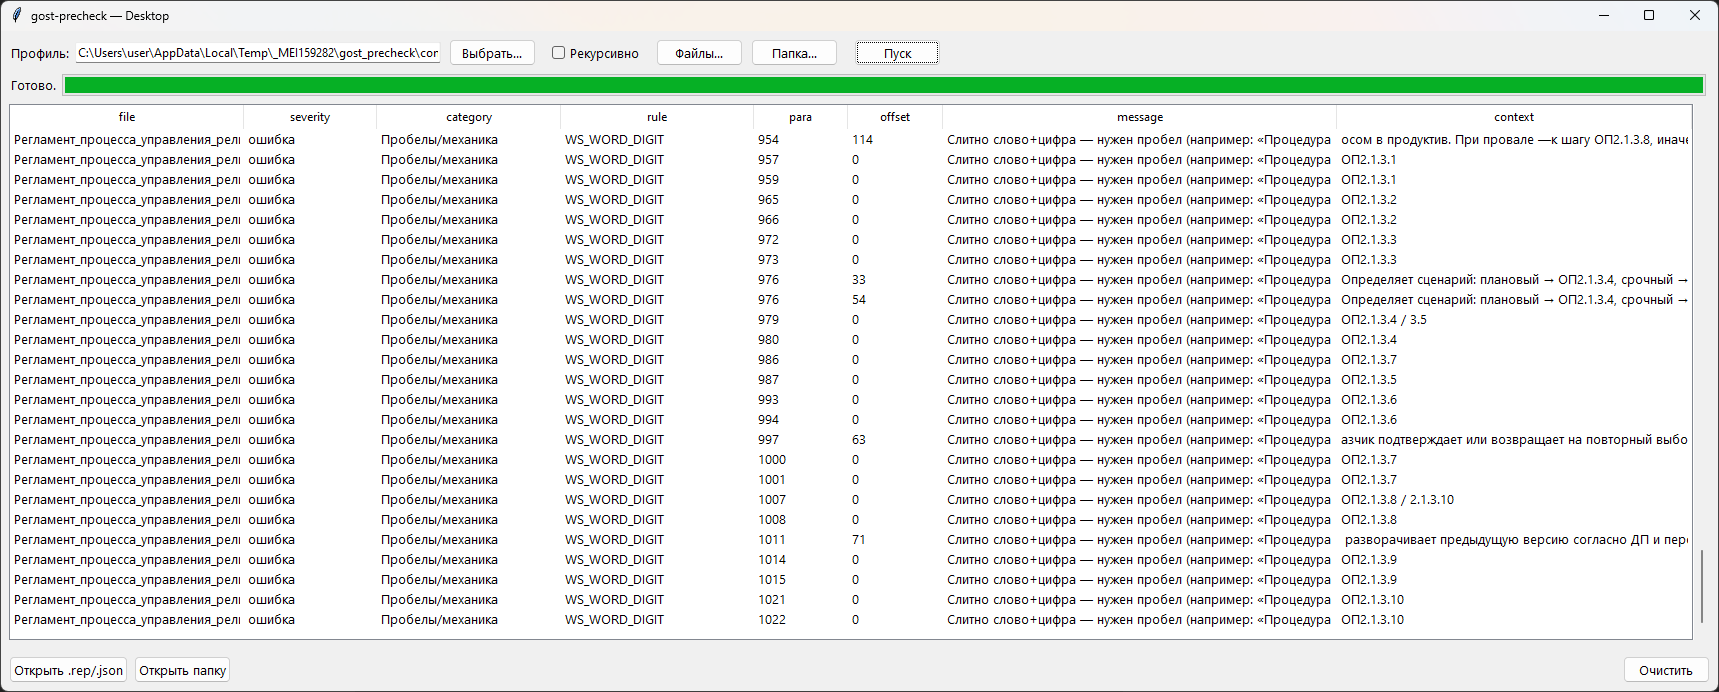 gost-precheck — Desktop
Профиль: C:\Users\user\AppData\Local\Temp\_MEI159282\gost_precheck\cor Выбрать... Рекурсивно Файлы... Папка... Пуск
Готово.
file severity category rule para offset message context
Регламент_процесса_управления_рел ошибка Пробелы/механика WS_WORD_DIGIT 954 114 Слитно слово+цифра — нужен пробел (например: «Процедура осом в продуктив. При провале —к шагу ОП2.1.3.8, иначе
Регламент_процесса_управления_рел ошибка Пробелы/механика WS_WORD_DIGIT 957 0 Слитно слово+цифра — нужен пробел (например: «Процедура ОП2.1.3.1
Регламент_процесса_управления_рел ошибка Пробелы/механика WS_WORD_DIGIT 959 0 Слитно слово+цифра — нужен пробел (например: «Процедура ОП2.1.3.1
Регламент_процесса_управления_рел ошибка Пробелы/механика WS_WORD_DIGIT 965 0 Слитно слово+цифра — нужен пробел (например: «Процедура ОП2.1.3.2
Регламент_процесса_управления_рел ошибка Пробелы/механика WS_WORD_DIGIT 966 0 Слитно слово+цифра — нужен пробел (например: «Процедура ОП2.1.3.2
Регламент_процесса_управления_рел ошибка Пробелы/механика WS_WORD_DIGIT 972 0 Слитно слово+цифра — нужен пробел (например: «Процедура ОП2.1.3.3
Регламент_процесса_управления_рел ошибка Пробелы/механика WS_WORD_DIGIT 973 0 Слитно слово+цифра — нужен пробел (например: «Процедура ОП2.1.3.3
Регламент_процесса_управления_рел ошибка Пробелы/механика WS_WORD_DIGIT 976 33 Слитно слово+цифра — нужен пробел (например: «Процедура Определяет сценарий: плановый → ОП2.1.3.4, срочный →
Регламент_процесса_управления_рел ошибка Пробелы/механика WS_WORD_DIGIT 976 54 Слитно слово+цифра — нужен пробел (например: «Процедура Определяет сценарий: плановый → ОП2.1.3.4, срочный →
Регламент_процесса_управления_рел ошибка Пробелы/механика WS_WORD_DIGIT 979 0 Слитно слово+цифра — нужен пробел (например: «Процедура ОП2.1.3.4 / 3.5
Регламент_процесса_управления_рел ошибка Пробелы/механика WS_WORD_DIGIT 980 0 Слитно слово+цифра — нужен пробел (например: «Процедура ОП2.1.3.4
Регламент_процесса_управления_рел ошибка Пробелы/механика WS_WORD_DIGIT 986 0 Слитно слово+цифра — нужен пробел (например: «Процедура ОП2.1.3.7
Регламент_процесса_управления_рел ошибка Пробелы/механика WS_WORD_DIGIT 987 0 Слитно слово+цифра — нужен пробел (например: «Процедура ОП2.1.3.5
Регламент_процесса_управления_рел ошибка Пробелы/механика WS_WORD_DIGIT 993 0 Слитно слово+цифра — нужен пробел (например: «Процедура ОП2.1.3.6
Регламент_процесса_управления_рел ошибка Пробелы/механика WS_WORD_DIGIT 994 0 Слитно слово+цифра — нужен пробел (например: «Процедура ОП2.1.3.6
Регламент_процесса_управления_рел ошибка Пробелы/механика WS_WORD_DIGIT 997 63 Слитно слово+цифра — нужен пробел (например: «Процедура азчик подтверждает или возвращает на повторный выбо
Регламент_процесса_управления_рел ошибка Пробелы/механика WS_WORD_DIGIT 1000 0 Слитно слово+цифра — нужен пробел (например: «Процедура ОП2.1.3.7
Регламент_процесса_управления_рел ошибка Пробелы/механика WS_WORD_DIGIT 1001 0 Слитно слово+цифра — нужен пробел (например: «Процедура ОП2.1.3.7
Регламент_процесса_управления_рел ошибка Пробелы/механика WS_WORD_DIGIT 1007 0 Слитно слово+цифра — нужен пробел (например: «Процедура ОП2.1.3.8 / 2.1.3.10
Регламент_процесса_управления_рел ошибка Пробелы/механика WS_WORD_DIGIT 1008 0 Слитно слово+цифра — нужен пробел (например: «Процедура ОП2.1.3.8
Регламент_процесса_управления_рел ошибка Пробелы/механика WS_WORD_DIGIT 1011 71 Слитно слово+цифра — нужен пробел (например: «Процедура разворачивает предыдущую версию согласно ДП и пере
Регламент_процесса_управления_рел ошибка Пробелы/механика WS_WORD_DIGIT 1014 0 Слитно слово+цифра — нужен пробел (например: «Процедура ОП2.1.3.9
Регламент_процесса_управления_рел ошибка Пробелы/механика WS_WORD_DIGIT 1015 0 Слитно слово+цифра — нужен пробел (например: «Процедура ОП2.1.3.9
Регламент_процесса_управления_рел ошибка Пробелы/механика WS_WORD_DIGIT 1021 0 Слитно слово+цифра — нужен пробел (например: «Процедура ОП2.1.3.10
Регламент_процесса_управления_рел ошибка Пробелы/механика WS_WORD_DIGIT 1022 0 Слитно слово+цифра — нужен пробел (например: «Процедура ОП2.1.3.10
Открыть .rep/.json Открыть папку Очистить